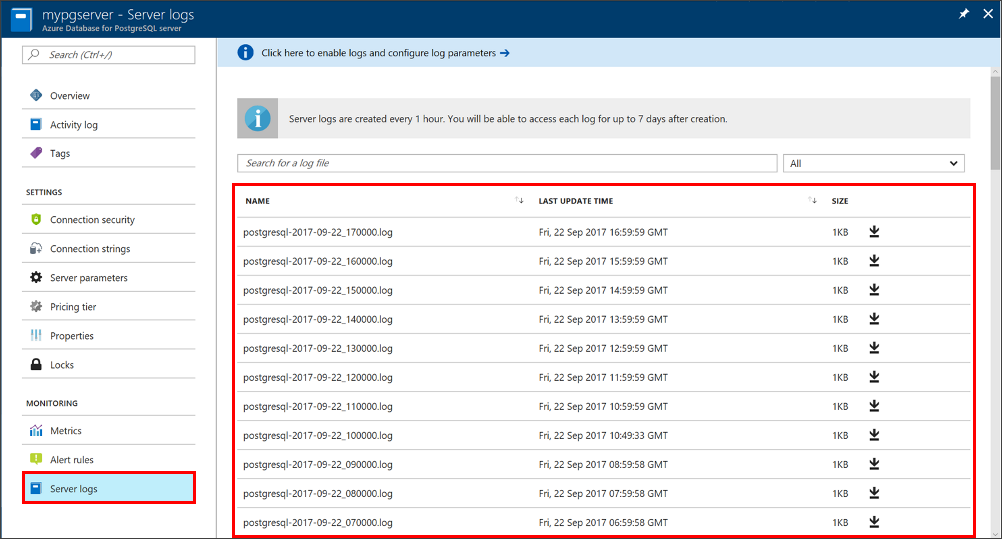 mypgserver - Server logs
Azure Database for PostgreSQL server
Search (Ctrl+/)
Overview
Activity log
Tags
SETTINGS
Connection security
Connection strings
Server parameters
Pricing tier
Properties
Locks
MONITORING
Metrics
Alert rules
Server logs
Click here to enable logs and configure log parameters →
Server logs are created every 1 hour. You will be able to access each log for up to 7 days after creation.
Search for a log file All
NAME LAST UPDATE TIME SIZE
postgresql-2017-09-22_170000.log Fri, 22 Sep 2017 16:59:59 GMT 1KB
postgresql-2017-09-22_160000.log Fri, 22 Sep 2017 15:59:59 GMT 1KB
postgresql-2017-09-22_150000.log Fri, 22 Sep 2017 14:59:59 GMT 1KB
postgresql-2017-09-22_140000.log Fri, 22 Sep 2017 13:59:59 GMT 1KB
postgresql-2017-09-22_130000.log Fri, 22 Sep 2017 12:59:59 GMT 1KB
postgresql-2017-09-22_120000.log Fri, 22 Sep 2017 11:59:59 GMT 1KB
postgresql-2017-09-22_110000.log Fri, 22 Sep 2017 10:59:59 GMT 1KB
postgresql-2017-09-22_100000.log Fri, 22 Sep 2017 10:49:33 GMT 1KB
postgresql-2017-09-22_090000.log Fri, 22 Sep 2017 08:59:58 GMT 1KB
postgresql-2017-09-22_080000.log Fri, 22 Sep 2017 07:59:58 GMT 1KB
postgresql-2017-09-22_070000.log Fri, 22 Sep 2017 06:59:58 GMT 1KB